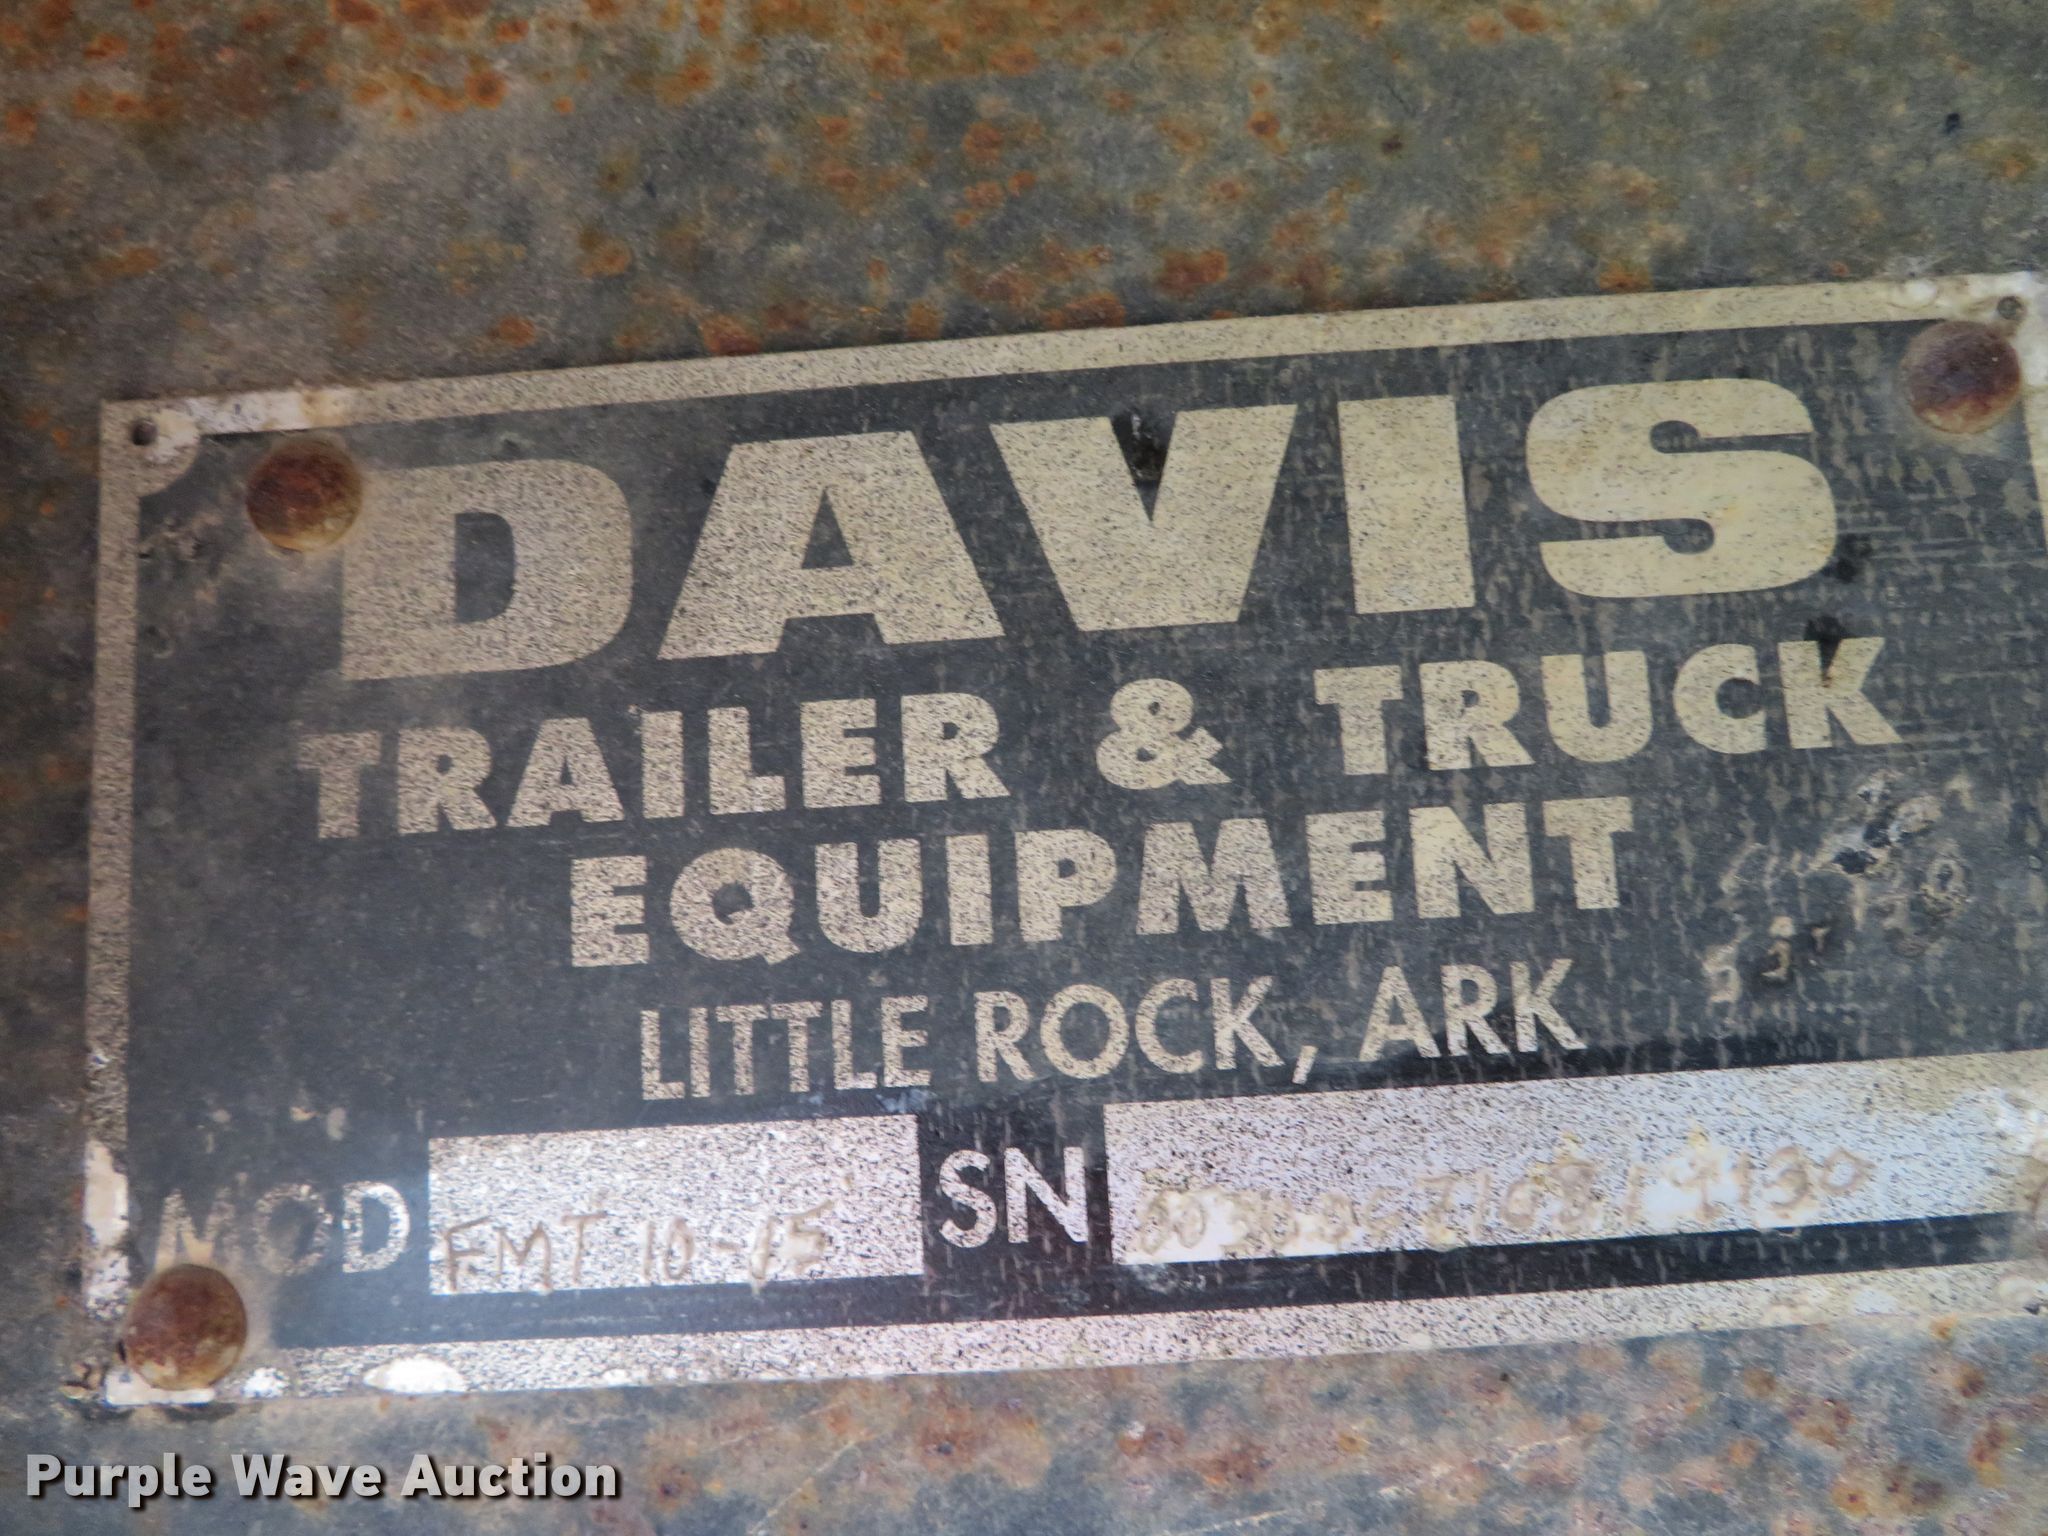 DAVIS
TRAILER & TRUCK
EQUIPMENT
LITTLE ROCK, ARK
MOD FMT 10-15 SN
Purple Wave Auction